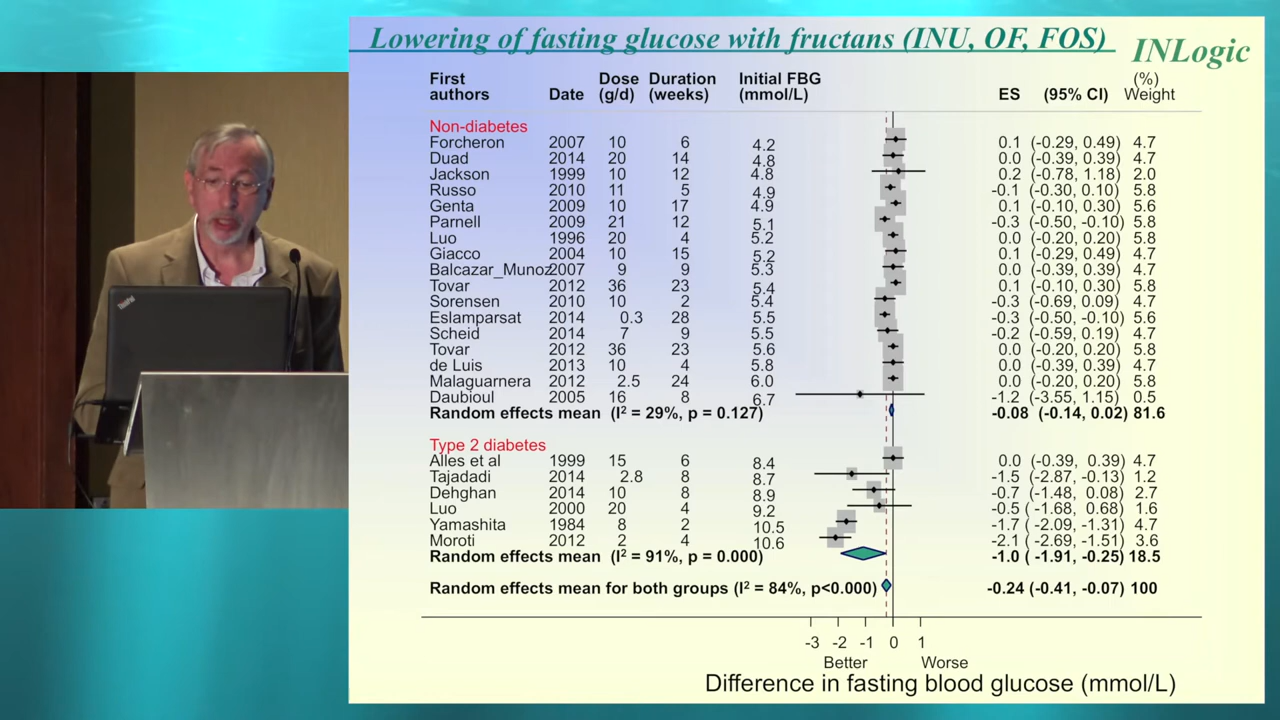 Lowering of fasting glucose with fructans (INU, OF, FOS)
INLogic
First authors Date Dose (g/d) Duration (weeks) Initial FBG (mmol/L) ES (95% CI) (%) Weight
Non-diabetes
Forcheron 2007 10 6 4.2 0.1 (-0.29, 0.49) 4.7
Duad 2014 20 14 4.8 0.0 (-0.39, 0.39) 4.7
Jackson 1999 10 12 4.8 0.2 (-0.78, 1.18) 2.0
Russo 2010 11 5 4.9 -0.1 (-0.30, 0.10) 5.8
Genta 2009 10 17 4.9 0.1 (-0.10, 0.30) 5.6
Parnell 2009 21 12 5.1 -0.3 (-0.50, -0.10) 5.8
Luo 1996 20 4 5.2 0.0 (-0.20, 0.20) 5.8
Giacco 2004 10 15 5.2 0.1 (-0.29, 0.49) 4.7
Balcazar_Munoz 2007 9 9 5.3 0.0 (-0.39, 0.39) 4.7
Tovar 2012 36 23 5.4 0.1 (-0.10, 0.30) 5.8
Sorensen 2010 10 2 5.4 -0.3 (-0.69, 0.09) 4.7
Eslamparsat 2014 0.3 28 5.5 -0.3 (-0.50, -0.10) 5.6
Scheid 2014 7 9 5.5 -0.2 (-0.59, 0.19) 4.7
Tovar 2012 36 23 5.6 0.0 (-0.20, 0.20) 5.8
de Luis 2013 10 4 5.8 0.0 (-0.39, 0.39) 4.7
Malaguarnera 2012 2.5 24 6.0 0.0 (-0.20, 0.20) 5.8
Daubioul 2005 16 8 6.7 -1.2 (-3.55, 1.15) 0.5
Random effects mean (I² = 29%, p = 0.127) -0.08 (-0.14, 0.02) 81.6
Type 2 diabetes
Alles et al 1999 15 6 8.4 0.0 (-0.39, 0.39) 4.7
Tajadadi 2014 2.8 8 8.7 -1.5 (-2.87, -0.13) 1.2
Dehghan 2014 10 8 8.9 -0.7 (-1.48, 0.08) 2.7
Luo 2000 20 4 9.2 -0.5 (-1.68, 0.68) 1.6
Yamashita 1984 8 2 10.5 -1.7 (-2.09, -1.31) 4.7
Moroti 2012 2 4 10.6 -2.1 (-2.69, -1.51) 3.6
Random effects mean (I² = 91%, p = 0.000) -1.0 ( -1.91, -0.25) 18.5
Random effects mean for both groups (I² = 84%, p<0.000) -0.24 (-0.41, -0.07) 100
-3 -2 -1 0 1
Better Worse
Difference in fasting blood glucose (mmol/L)
ThinkPad